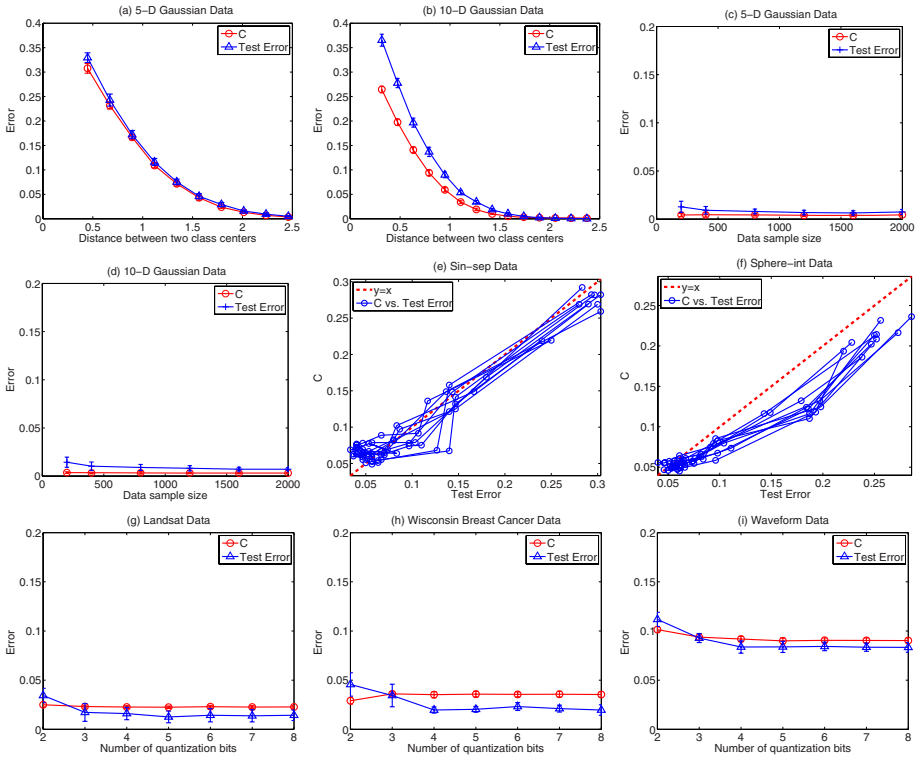 (a) 5−D Gaussian Data
Error
0.4
0.35
0.3
0.25
0.2
0.15
0.1
0.05
0
C
Test Error
0 0.5 1 1.5 2 2.5
Distance between two class centers
(b) 10−D Gaussian Data
Error
0.4
0.35
0.3
0.25
0.2
0.15
0.1
0.05
0
C
Test Error
0 0.5 1.0 1.5 2.0 2.5
Distance between two class centers
(c) 5−D Gaussian Data
Error
0.2
0.15
0.1
0.05
0
C
Test Error
0 500 1000 1500 2000
Data sample size
(d) 10−D Gaussian Data
Error
0.2
0.15
0.1
0.05
0
C
Test Error
0 500 1000 1500 2000
Data sample size
(e) Sin−sep Data
C
0.3
0.25
0.2
0.15
0.1
0.05
y=x
C vs. Test Error
0.05 0.1 0.15 0.2 0.25 0.3
Test Error
(f) Sphere−int Data
C
0.25
0.2
0.15
0.1
0.05
y=x
C vs. Test Error
0.05 0.1 0.15 0.2 0.25
Test Error
(g) Landsat Data
Error
0.2
0.15
0.1
0.05
0
C
Test Error
2 3 4 5 6 7 8
Number of quantization bits
(h) Wisconsin Breast Cancer Data
Error
0.2
0.15
0.1
0.05
0
C
Test Error
2 3 4 5 6 7 8
Number of quantization bits
(i) Waveform Data
Error
0.2
0.15
0.1
0.05
0
C
Test Error
2 3 4 5 6 7 8
Number of quantization bits